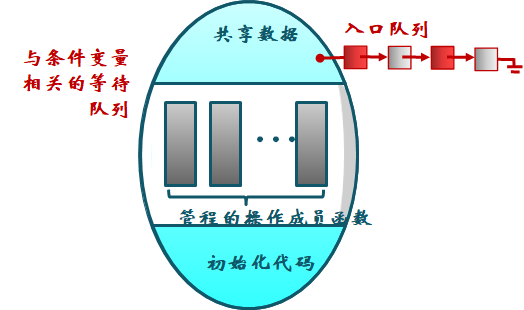 共享数据
入口队列
与条件变量
相关的等待
队列
管程的操作成员函数
初始化代码